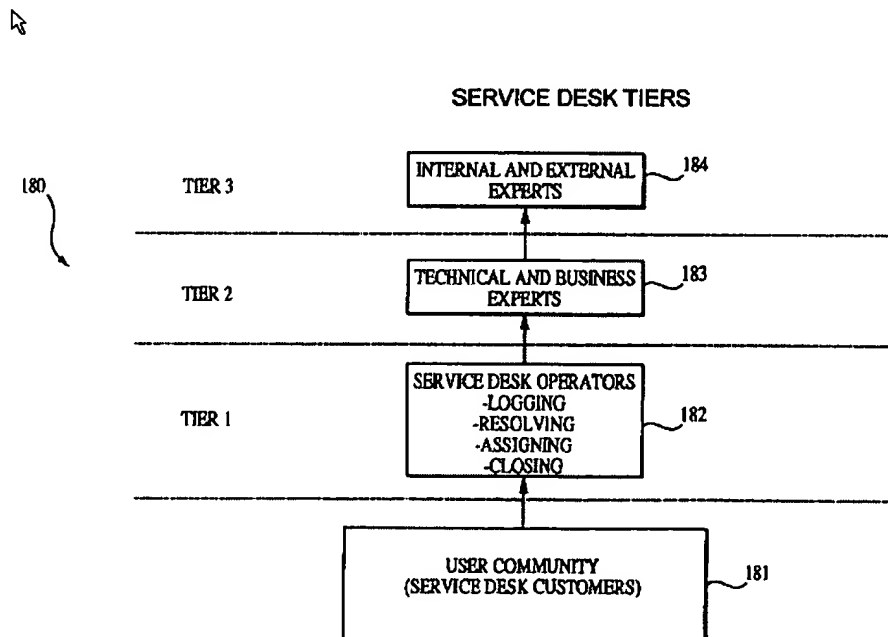 SERVICE DESK TIERS
180
TIER 3
INTERNAL AND EXTERNAL
EXPERTS
184
TIER 2
TECHNICAL AND BUSINESS
EXPERTS
183
TIER 1
SERVICE DESK OPERATORS
-LOGGING
-RESOLVING
-ASSIGNING
-CLOSING
182
USER COMMUNITY
(SERVICE DESK CUSTOMERS)
181